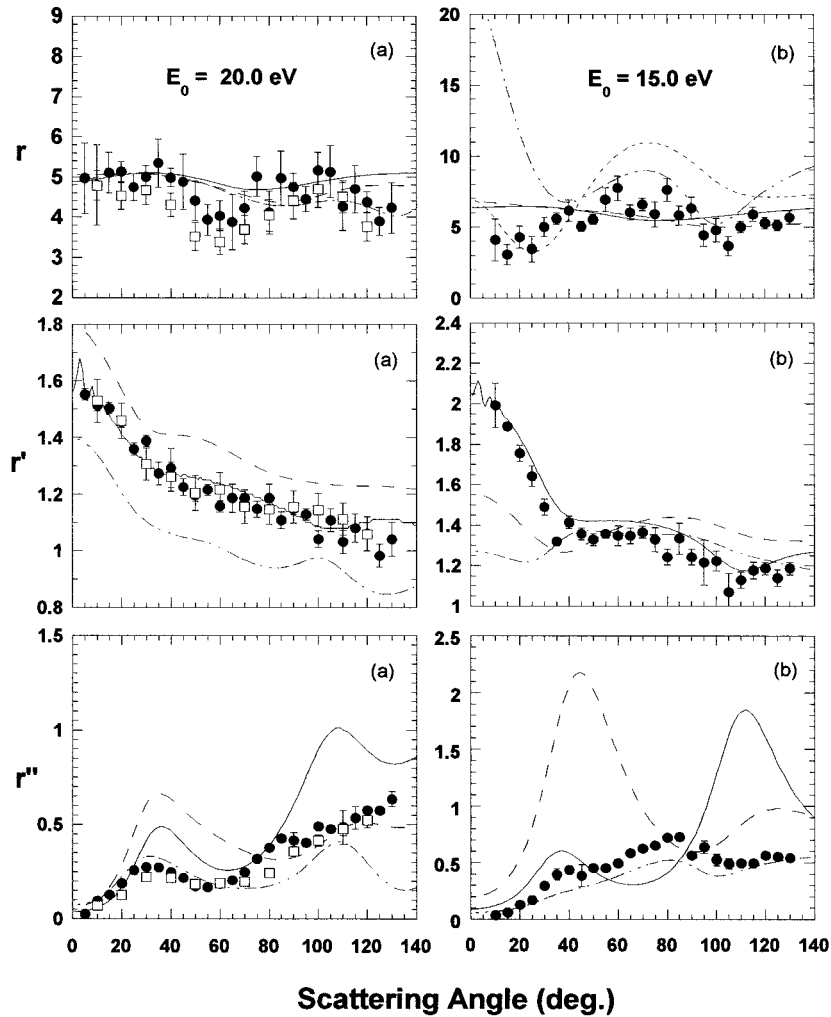 9
8
7
6
5
4
3
2
r
(a)
E0 = 20.0 eV
20
15
10
5
0
(b)
E0 = 15.0 eV
1.8
1.6
1.4
1.2
1
0.8
r'
(a)
2.4
2.2
2
1.8
1.6
1.4
1.2
1
(b)
1.5
1
0.5
0
r''
(a)
2.5
2
1.5
1
0.5
0
(b)
0 20 40 60 80 100 120
0 20 40 60 80 100 120 140
Scattering Angle (deg.)